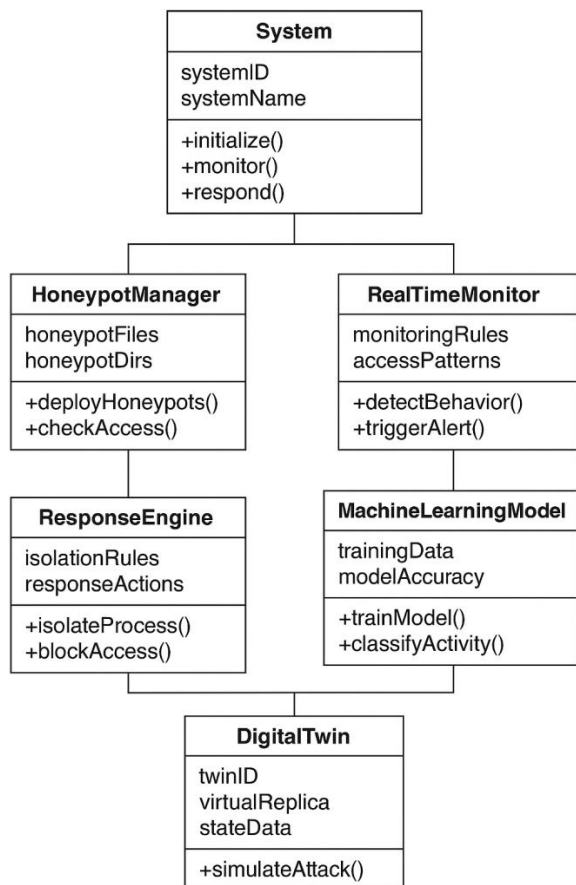 System
systemID
systemName
+initialize()
+monitor()
+respond()
HoneypotManager
honeypotFiles
honeypotDirs
+deployHoneypots()
+checkAccess()
RealTimeMonitor
monitoringRules
accessPatterns
+detectBehavior()
+triggerAlert()
ResponseEngine
isolationRules
responseActions
+isolateProcess()
+blockAccess()
MachineLearningModel
trainingData
modelAccuracy
+trainModel()
+classifyActivity()
DigitalTwin
twinID
virtualReplica
stateData
+simulateAttack()